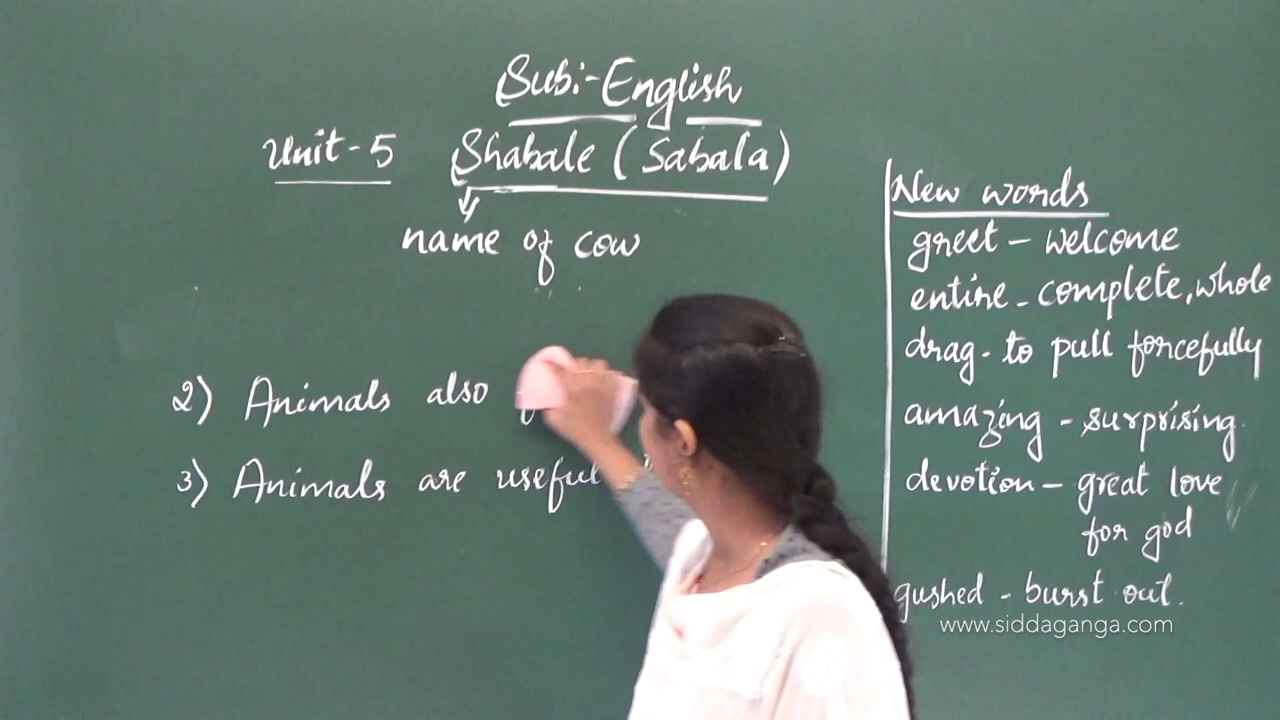 Sub:-English
Unit-5 Shabale (Sabala)
name of cow
2) Animals also
3) Animals are useful
New words
greet - welcome
entire - complete, whole
drag - to pull forcefully
amazing - surprising.
devotion - great love
for god
gushed - burst out.
www.siddaganga.com